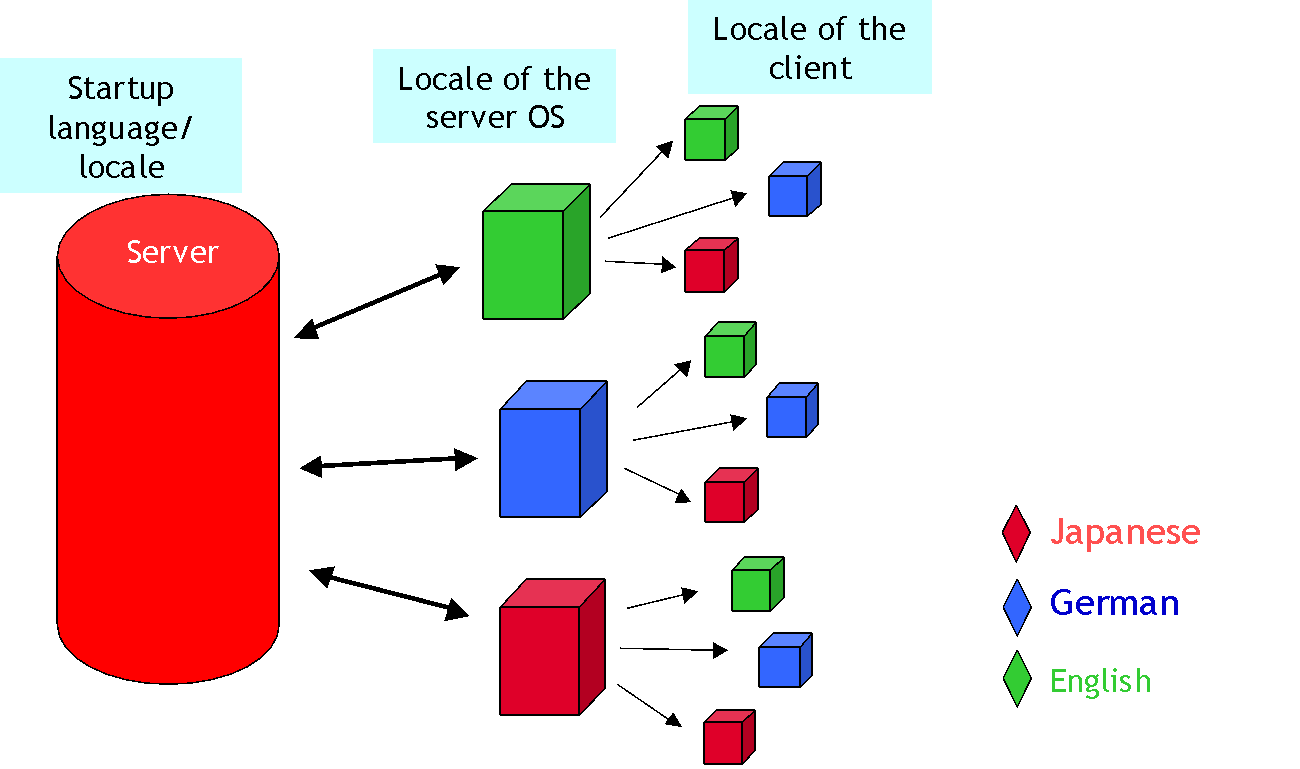 Startup
language/
locale
Server
Locale of the
server OS
Locale of the
client
Japanese
German
English